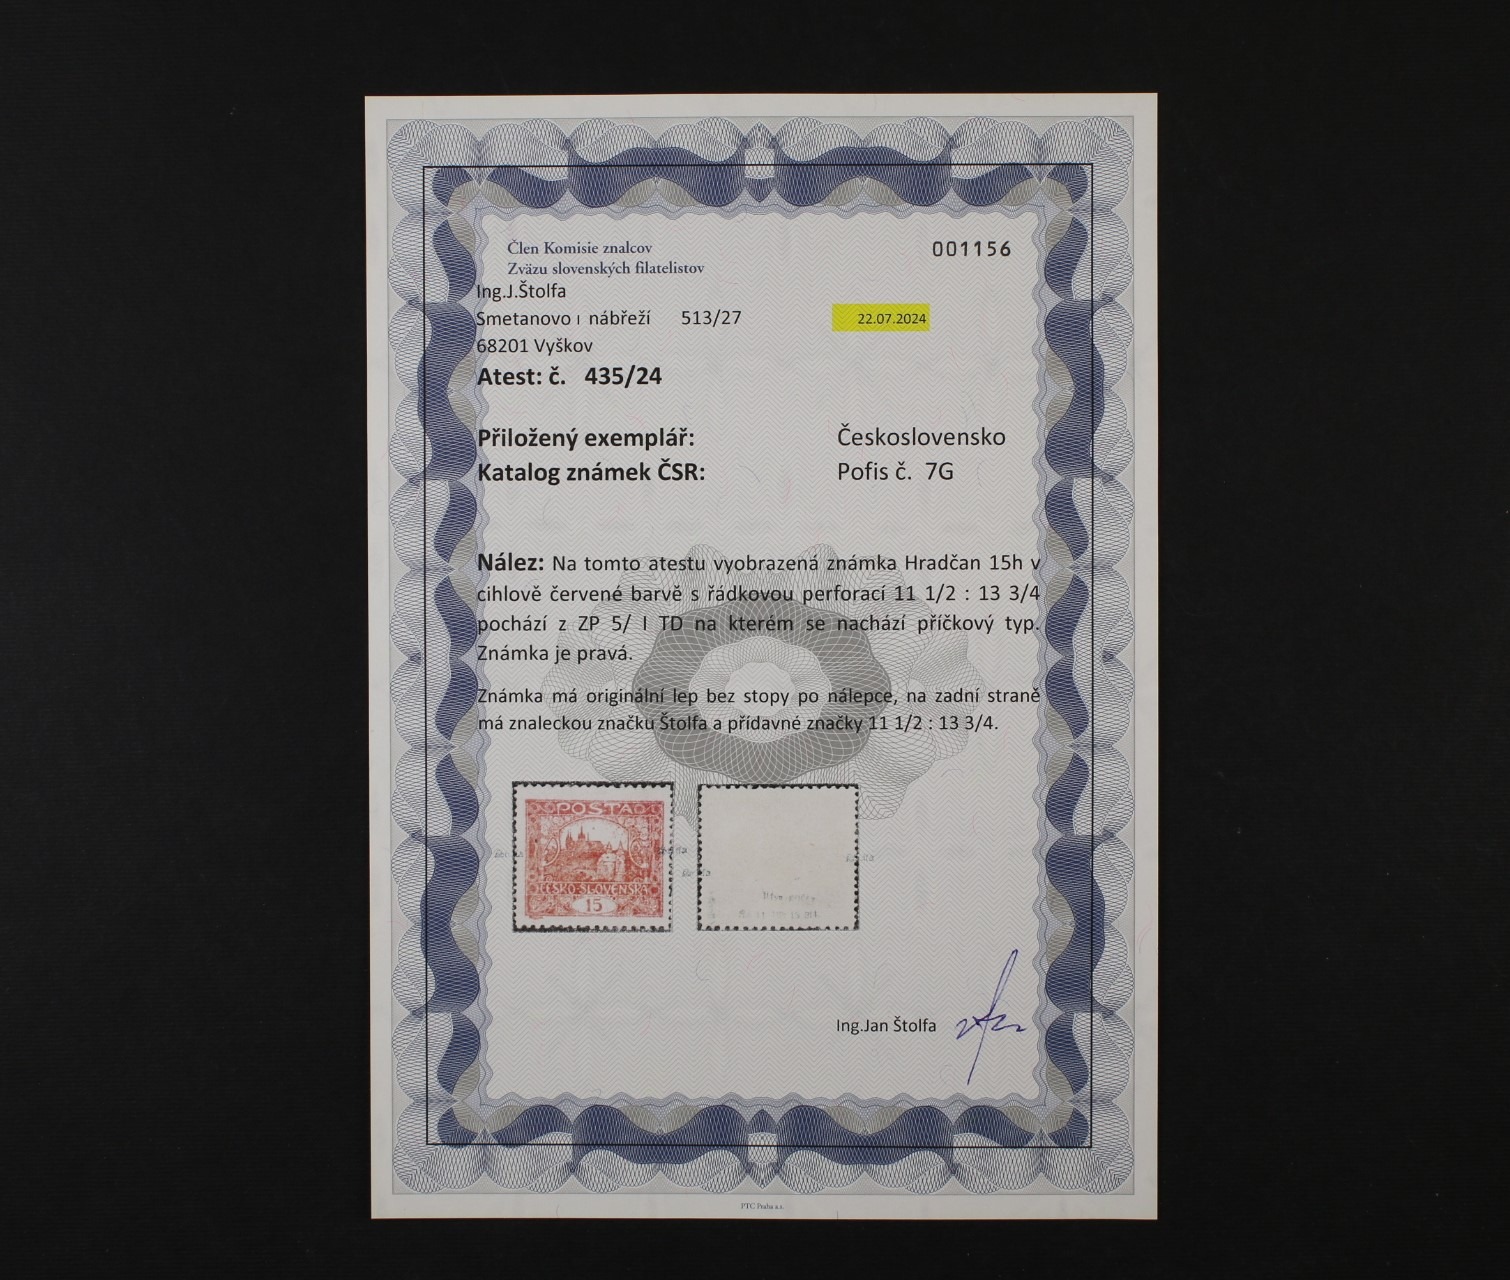 Člen Komisie znalcov
Zväzu slovenských filatelistov
001156
Ing.J.Štolfa
Smetanovo nábřeží 513/27
22.07.2024
68201 Vyškov
Atest: č. 435/24
Přiložený exemplář: Československo
Katalog známek ČSR: Pofis č. 7G
Nález: Na tomto atestu vyobrazená známka Hradčan 15h v
cihlově červené barvě s řádkovou perforací 11 1/2 : 13 3/4
pochází z ZP 5/ I TD na kterém se nachází příčkový typ.
Známka je pravá.
Známka má originální lep bez stopy po nálepce, na zadní straně
má znaleckou značku Štolfa a přídavné značky 11 1/2 : 13 3/4.
POSTA
ČESKO-SLOVENSKÁ
15
Ing.Jan Štolfa
PTC Praha a.s.